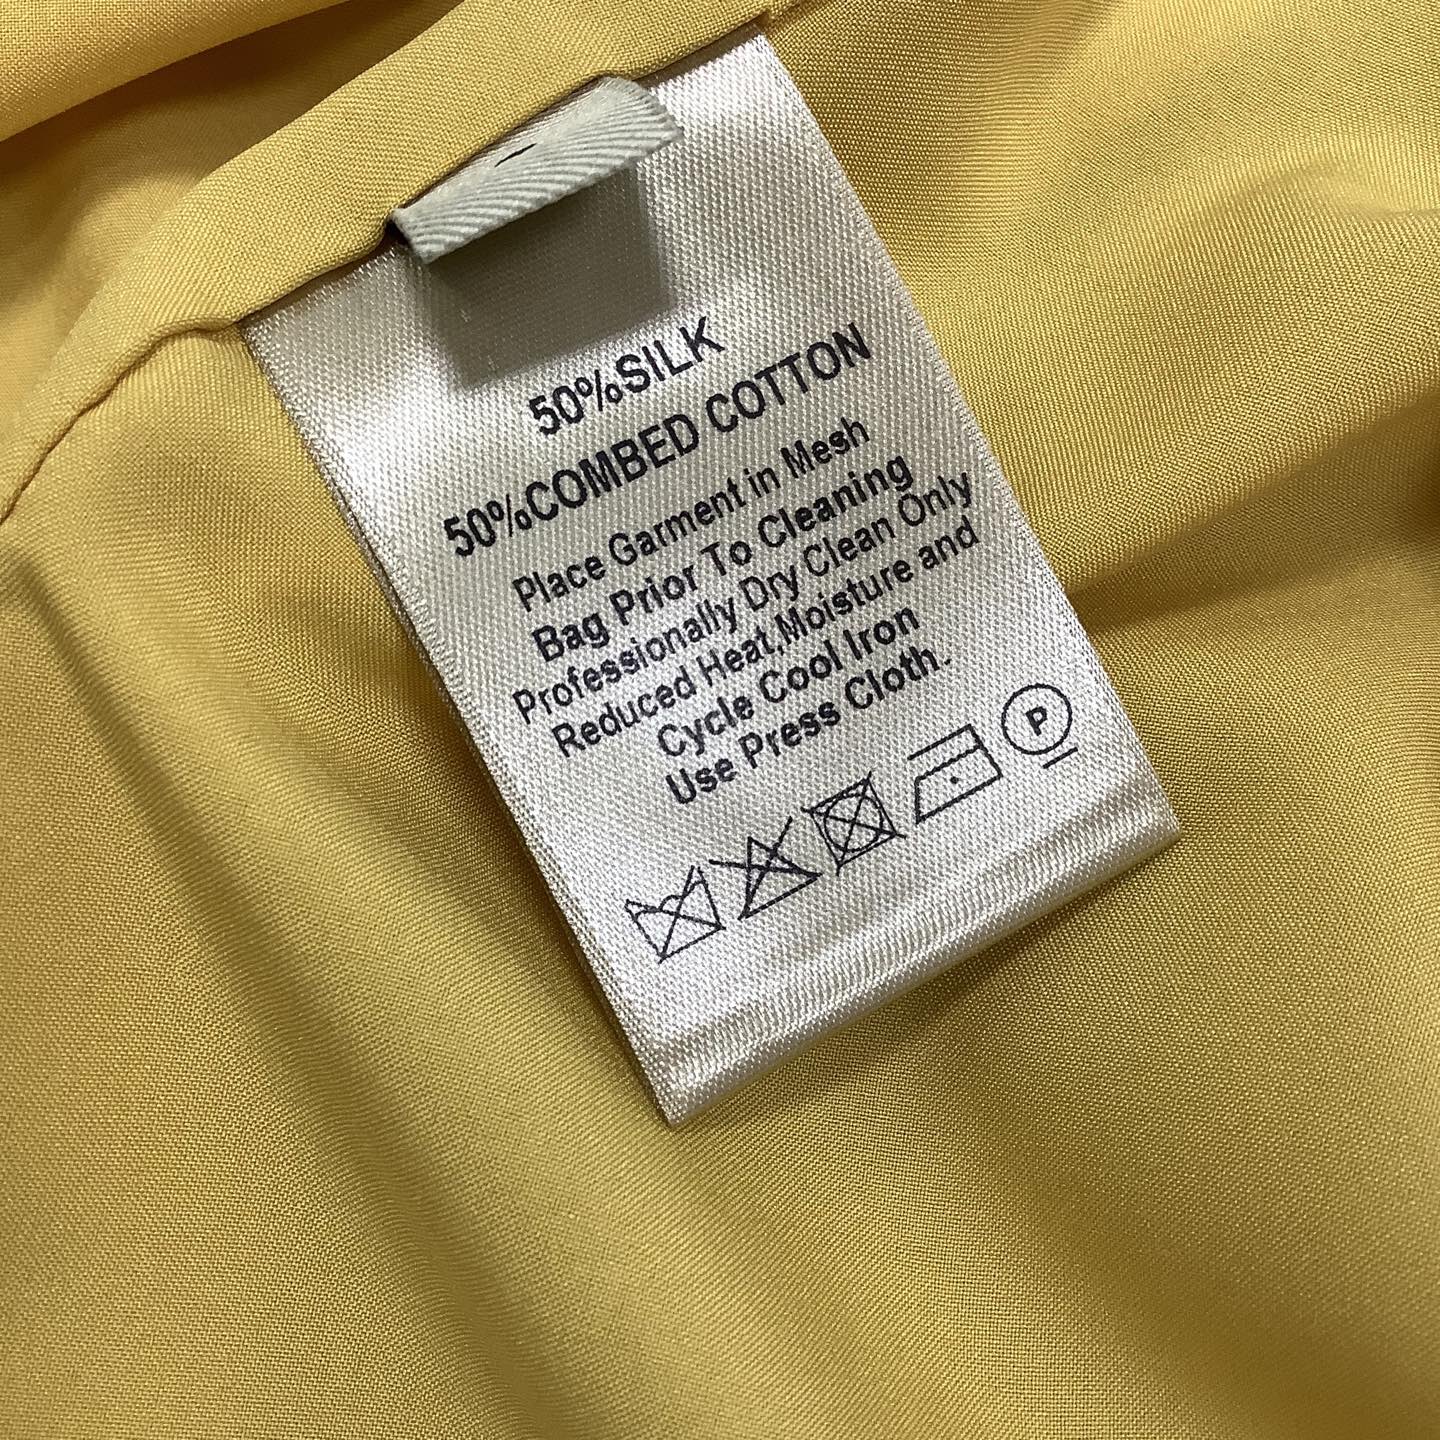 50%SILK
50%COMBED COTTON
Place Garment in Mesh
Bag Prior To Cleaning
Professionally Dry Clean Only
Reduced Heat,Moisture and
Cycle Cool Iron
Use Press Cloth.
P